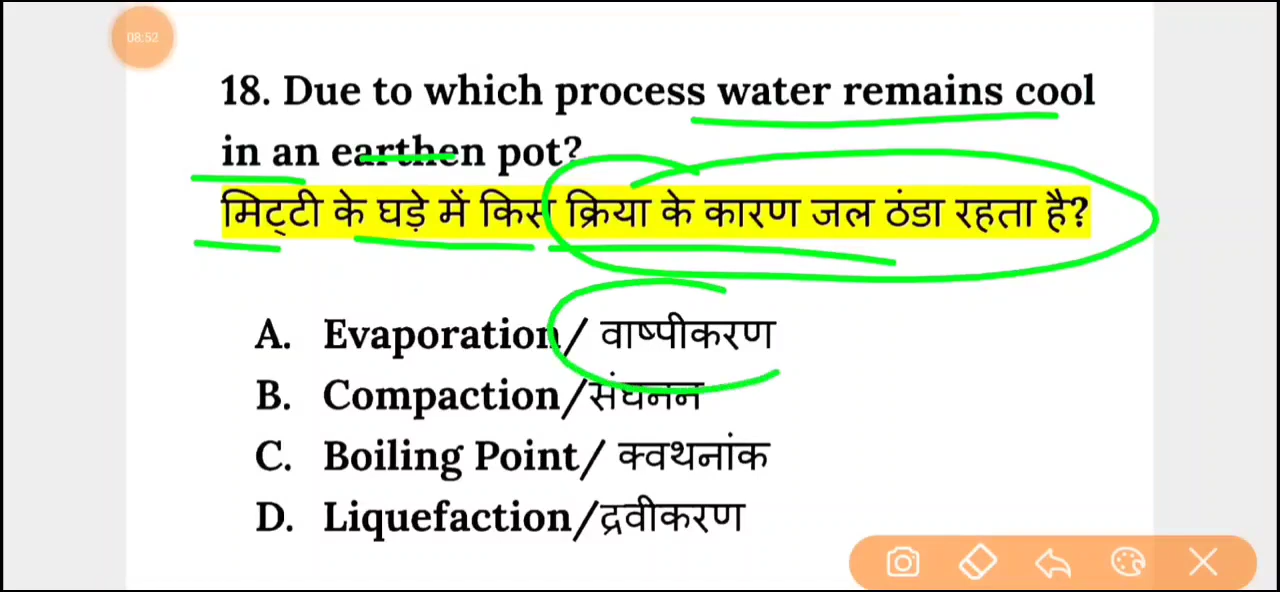 08:52
18. Due to which process water remains cool
in an earthen pot?
मिट्टी के घड़े में किस क्रिया के कारण जल ठंडा रहता है?
A. Evaporation/ वाष्पीकरण
B. Compaction/संघनन
C. Boiling Point/ क्वथनांक
D. Liquefaction/द्रवीकरण